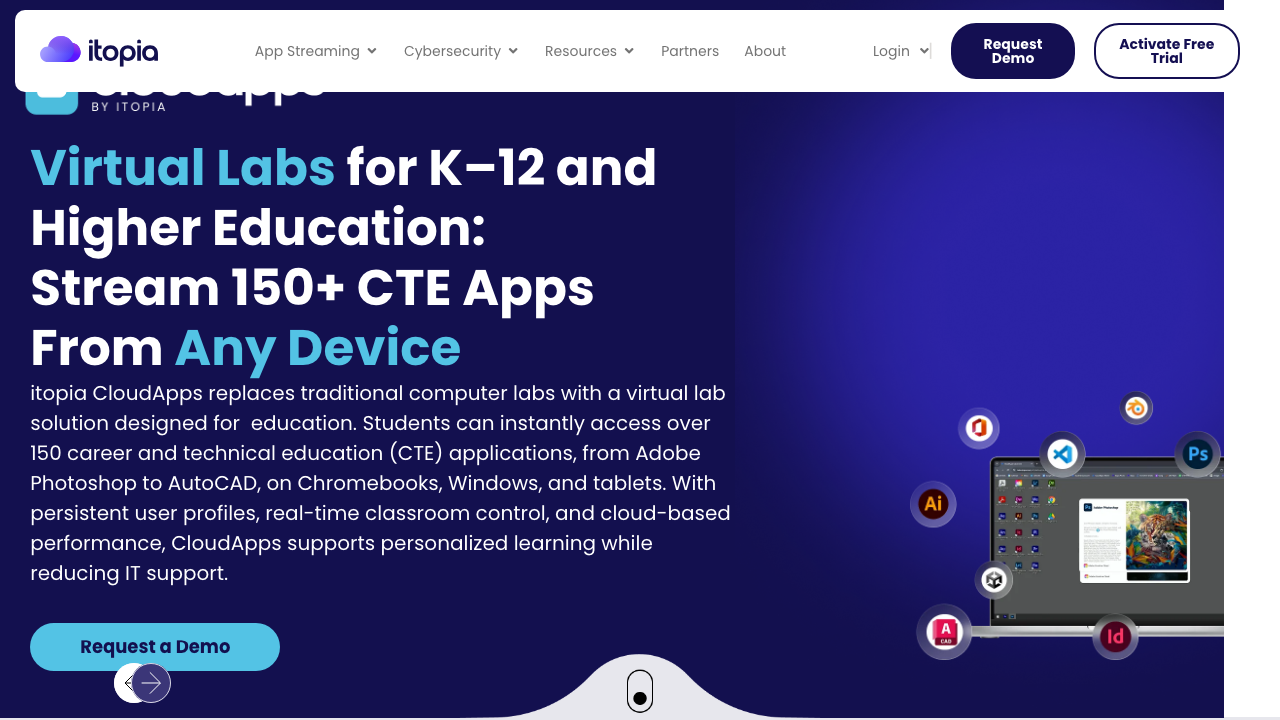 itopia
App Streaming
Cybersecurity
Resources
Partners
About
Login
Request
Demo
Activate Free
Trial
BY ITOPIA
Virtual Labs for K–12 and
Higher Education:
Stream 150+ CTE Apps
From Any Device
itopia CloudApps replaces traditional computer labs with a virtual lab
solution designed for  education. Students can instantly access over
150 career and technical education (CTE) applications, from Adobe
Photoshop to AutoCAD, on Chromebooks, Windows, and tablets. With
persistent user profiles, real-time classroom control, and cloud-based
performance, CloudApps supports personalized learning while
reducing IT support.
Request a Demo
Ps
Ai
A
CAD
Id